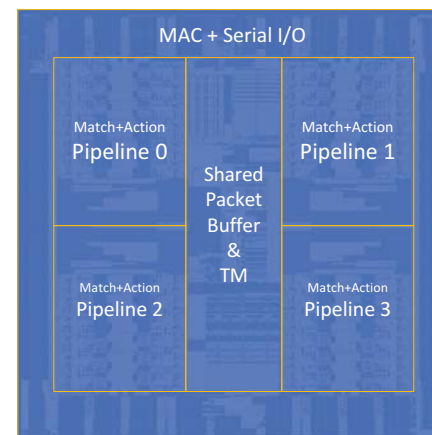 MAC + Serial I/O
Match+Action
Pipeline 0
Match+Action
Pipeline 1
Shared
Packet
Buffer
&
TM
Match+Action
Pipeline 2
Match+Action
Pipeline 3